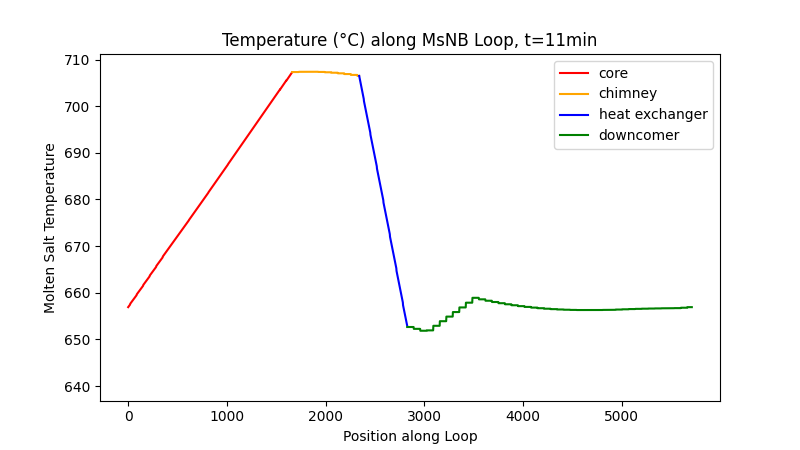 Temperature (°C) along MsNB Loop, t=11min
core
chimney
heat exchanger
downcomer
Molten Salt Temperature
710
700
690
680
670
660
650
640
0 1000 2000 3000 4000 5000
Position along Loop